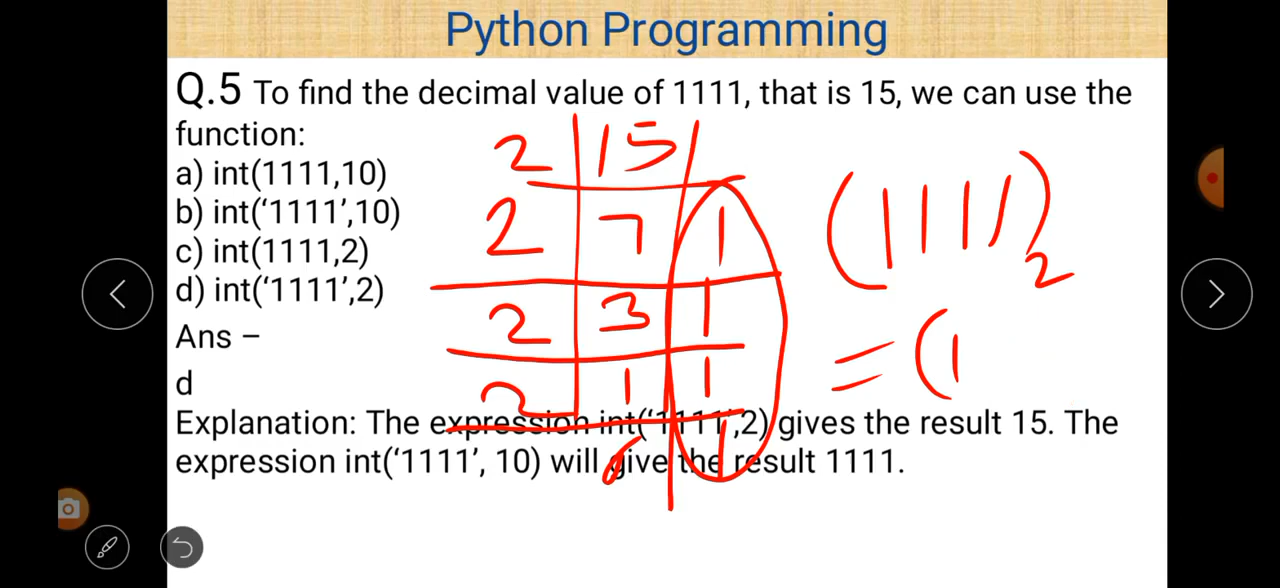 Python Programming
Q.5 To find the decimal value of 1111, that is 15, we can use the
function:
a) int(1111,10)
b) int(‘1111’,10)
c) int(1111,2)
d) int(‘1111’,2)
Ans –
d
Explanation: The expression int(‘1111’,2) gives the result 15. The
expression int(‘1111’, 10) will give the result 1111.
2 15
2 7 1
2 3 1
2 1 1
0 1
(1111)2
= (1